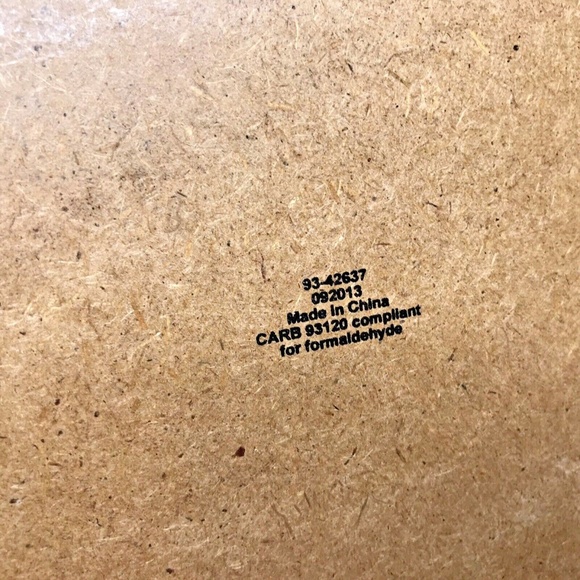 93-42637
092013
Made in China
CARB 93120 compliant
for formaldehyde